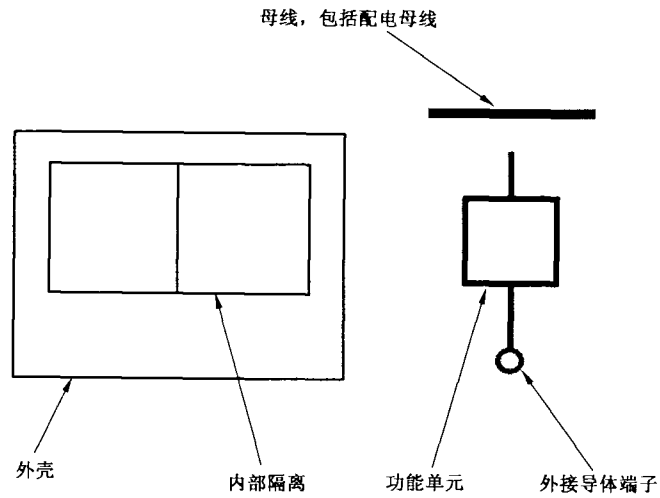 母线，包括配电母线
外壳
内部隔离
功能单元
外接导体端子